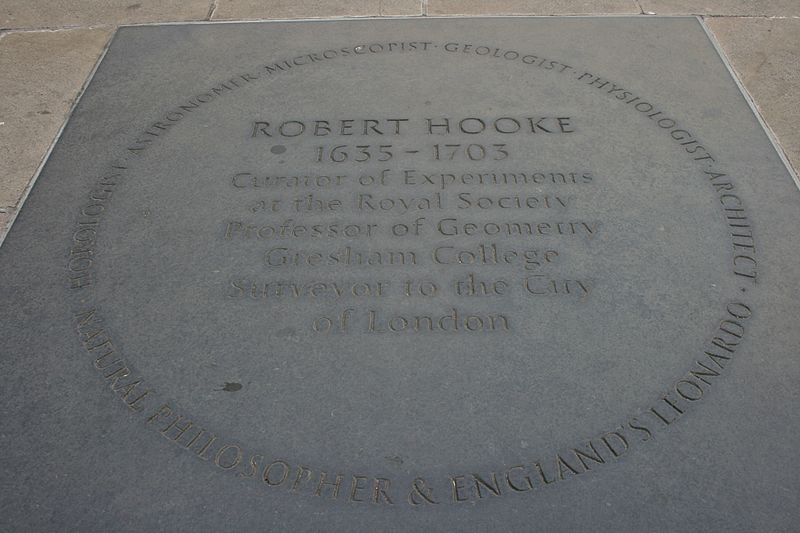 HOROLOGIST · ASTRONOMER · MICROSCOPIST · GEOLOGIST · PHYSIOLOGIST · ARCHITECT ·
ROBERT HOOKE
1635 – 1703
Curator of Experiments
at the Royal Society
Professor of Geometry
Gresham College
Surveyor to the City
of London
NATURAL PHILOSOPHER & ENGLAND'S LEONARDO ·